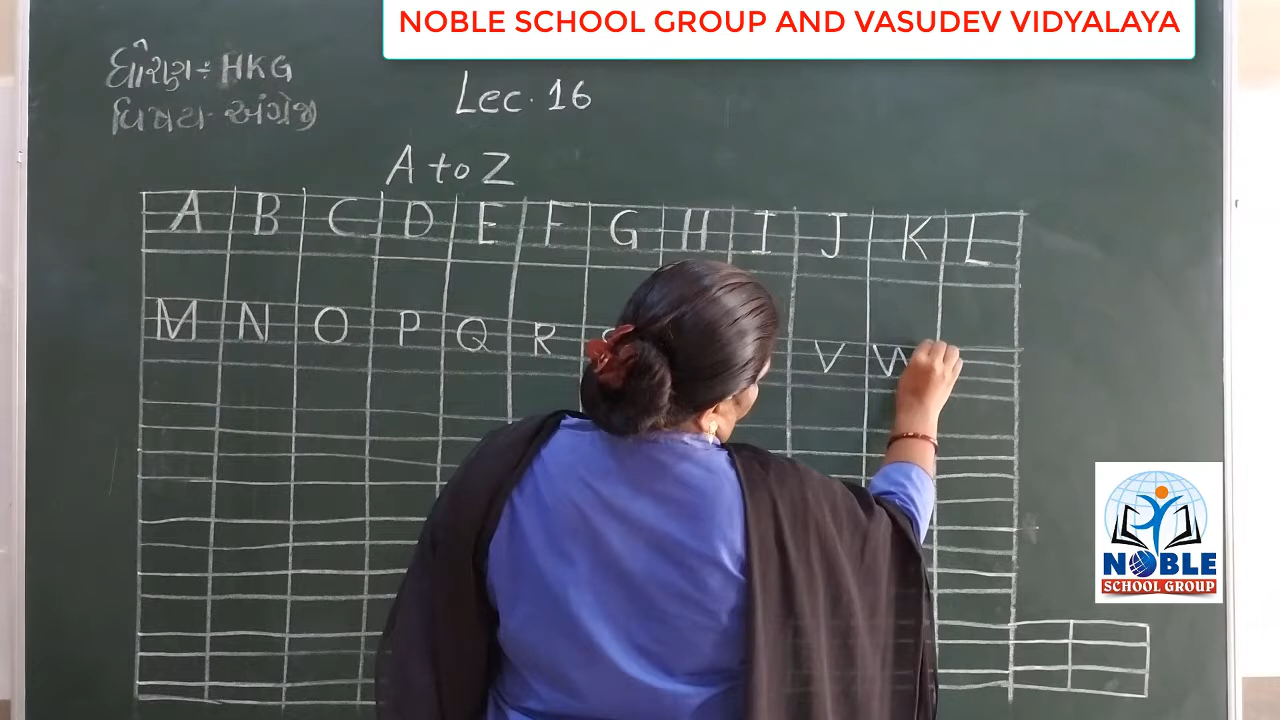 NOBLE SCHOOL GROUP AND VASUDEV VIDYALAYA
ધોરણ ÷ HKG
વિષય - અંગ્રેજી
Lec. 16
A to Z
A B C D E F G H I J K L
M N O P Q R S V W
NOBLE
SCHOOL GROUP